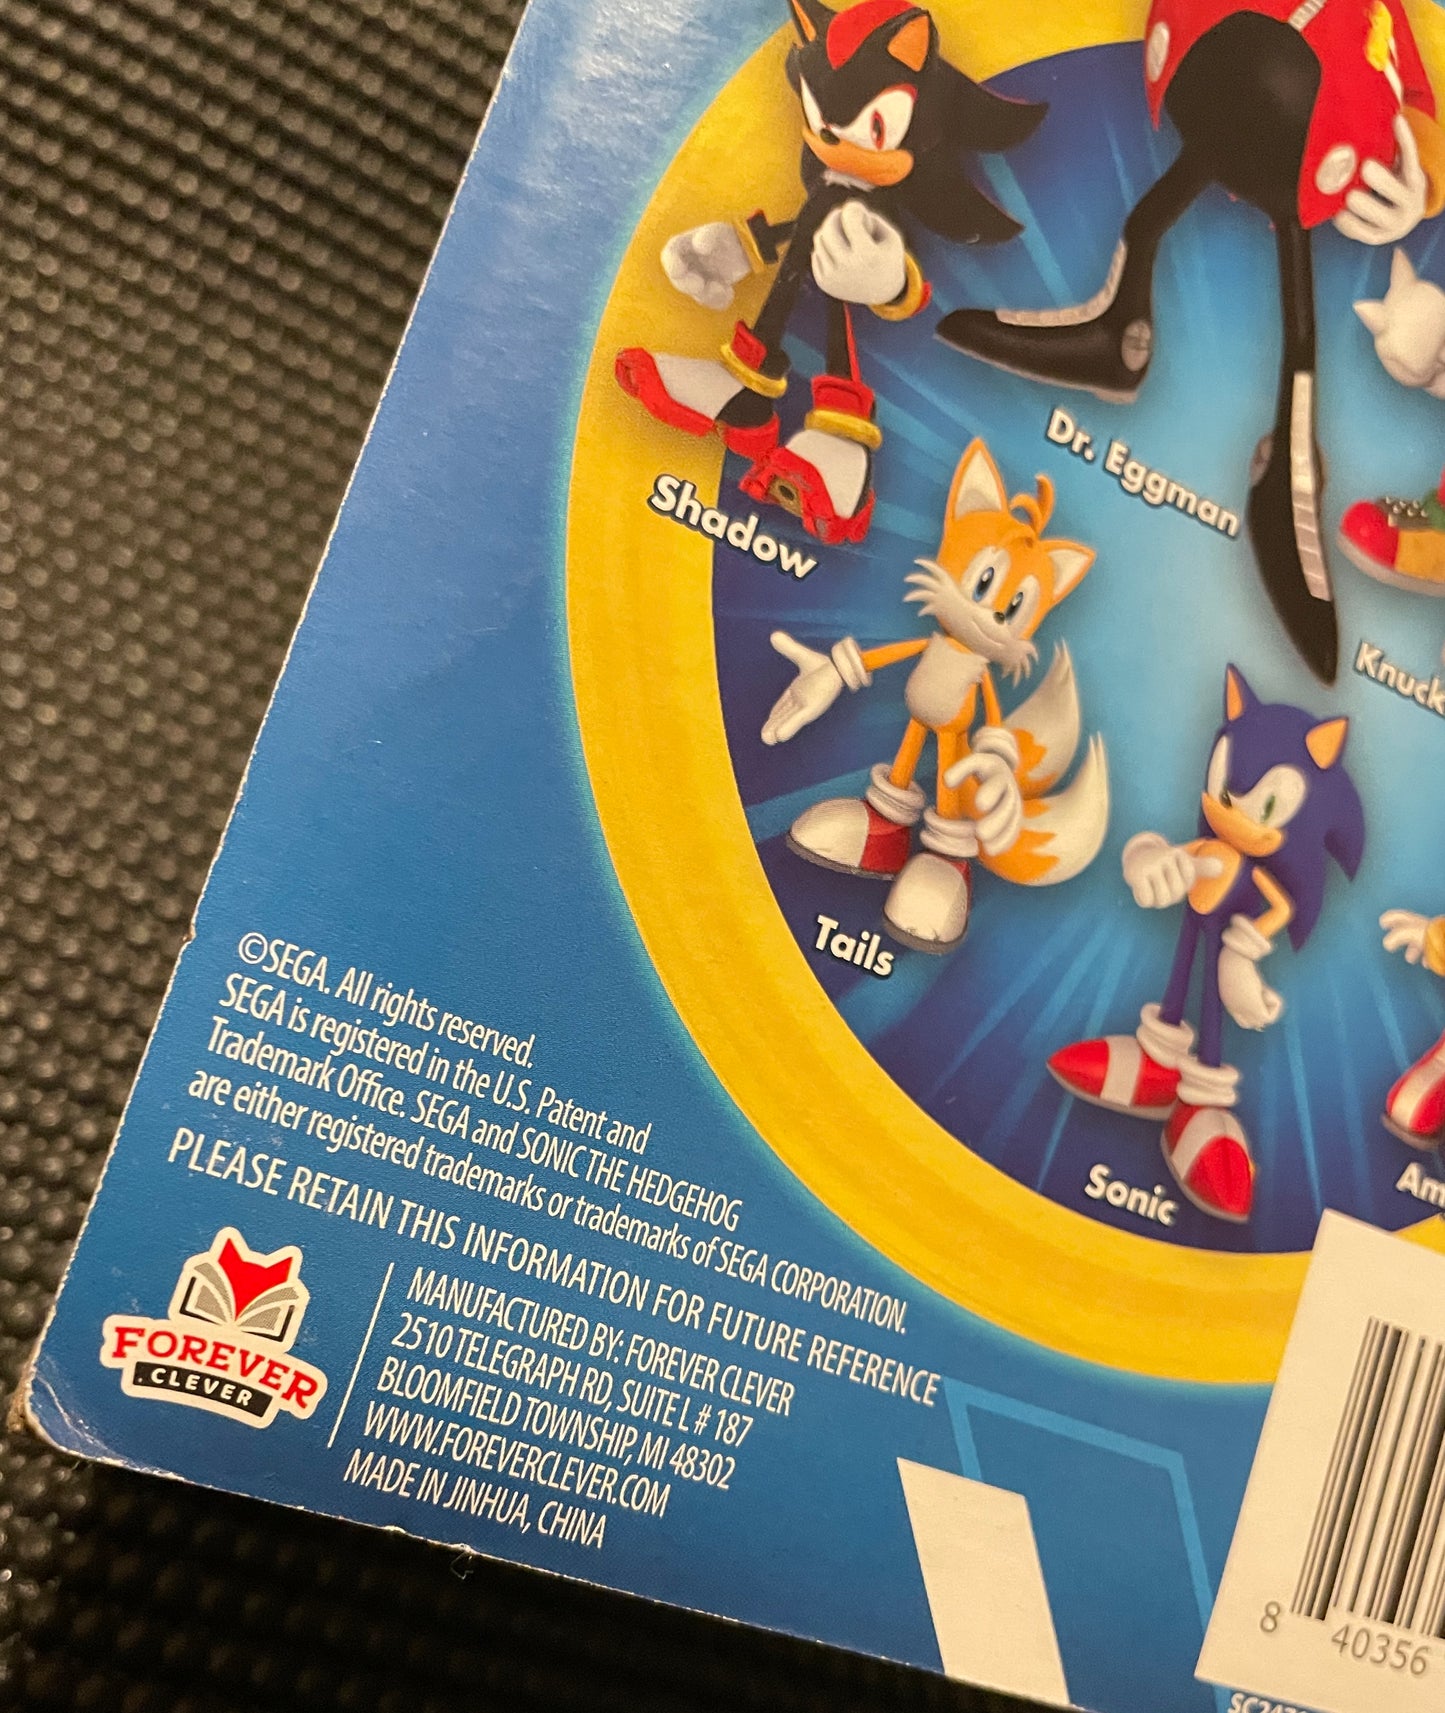 Dr. Eggman
Shadow
Knuck
Tails
Sonic
Am
©SEGA. All rights reserved.
SEGA is registered in the U.S. Patent and
Trademark Office. SEGA and SONIC THE HEDGEHOG
are either registered trademarks or trademarks of SEGA CORPORATION.
PLEASE RETAIN THIS INFORMATION FOR FUTURE REFERENCE
FOREVER
CLEVER
MANUFACTURED BY: FOREVER CLEVER
2510 TELEGRAPH RD, SUITE L # 187
BLOOMFIELD TOWNSHIP, MI 48302
WWW.FOREVERCLEVER.COM
MADE IN JINHUA, CHINA
8 40356